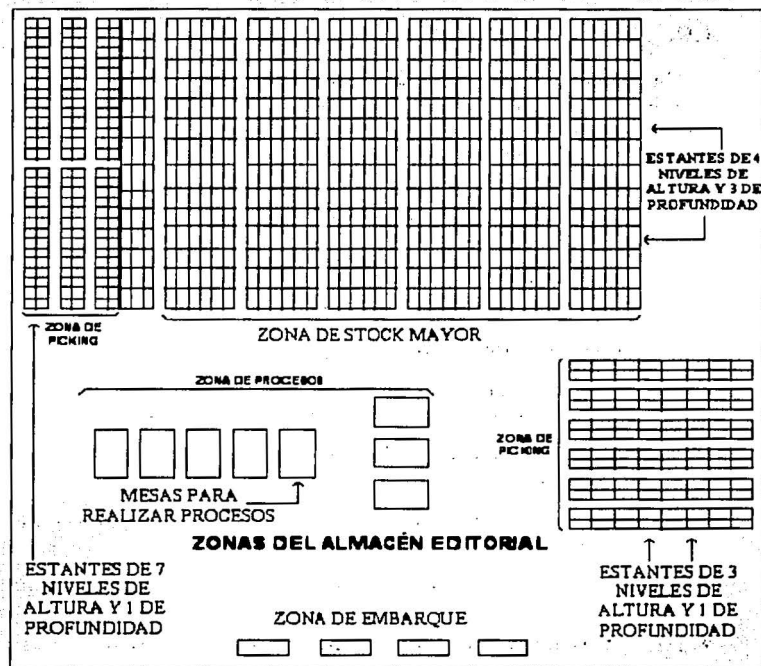 ESTANTES DE 4
NIVELES DE
ALTURA Y 3 DE
PROFUNDIDAD
ZONA DE
PICKING
ZONA DE STOCK MAYOR
ZONA DE PROCESOS
ZONA DE
PICKING
MESAS PARA
REALIZAR PROCESOS
ZONAS DEL ALMACÉN EDITORIAL
ESTANTES DE 7
NIVELES DE
ALTURA Y 1 DE
PROFUNDIDAD
ESTANTES DE 3
NIVELES DE
ALTURA Y 1 DE
PROFUNDIDAD
ZONA DE EMBARQUE